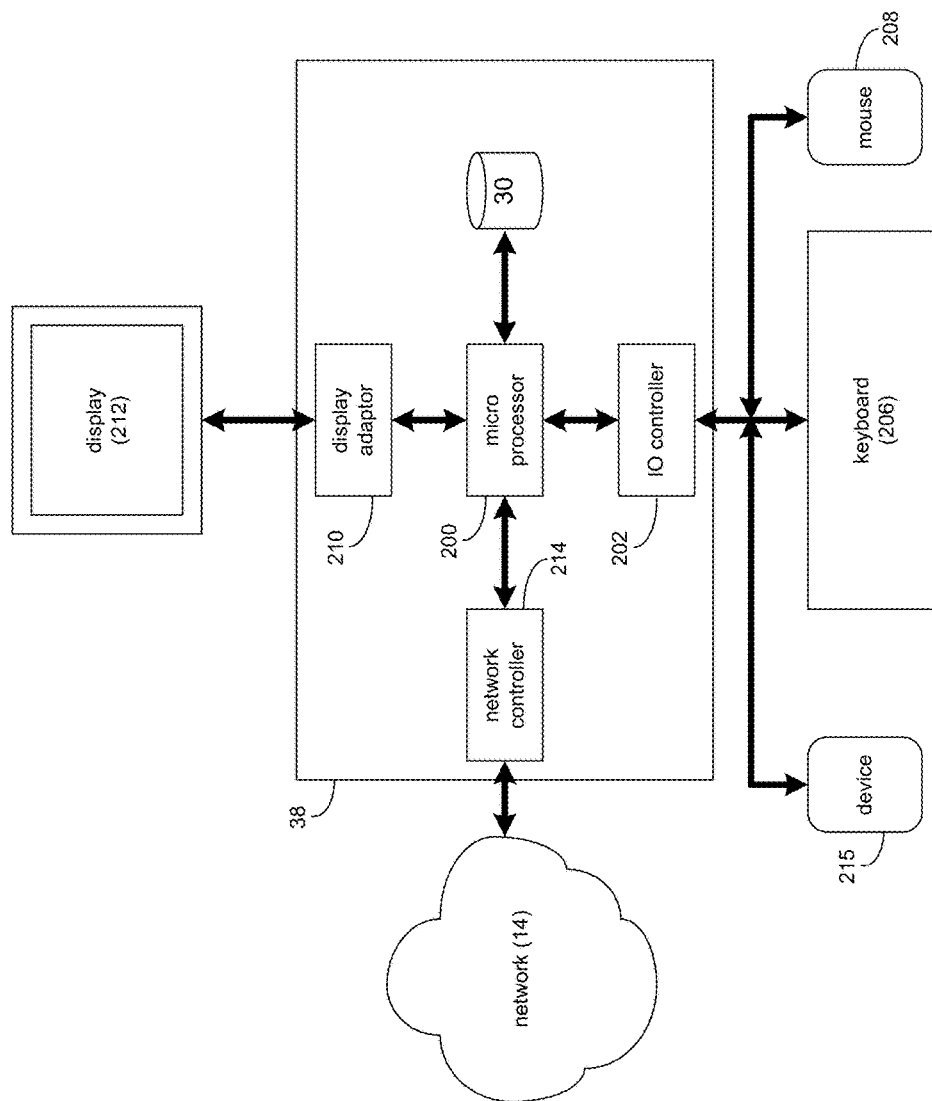 display
(212)
display
adaptor
210
micro
processor
200
30
IO controller
202
network
controller
214
38
network (14)
mouse
208
keyboard
(206)
device
215